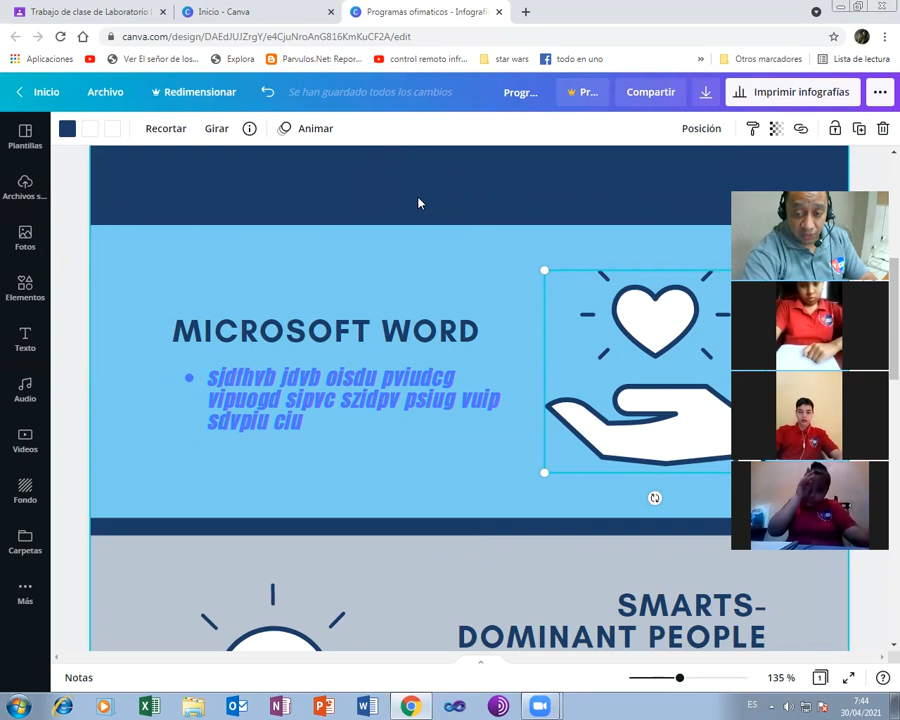 Trabajo de clase de Laboratorio
Inicio - Canva
Programas ofimaticos - Infografí
canva.com/design/DAEdJUJZrgY/e4CjuNroAnG816KmKuCF2A/edit
Aplicaciones
Ver El señor de los...
Explora
Parvulos.Net: Repor...
control remoto infr...
star wars
todo en uno
»
Otros marcadores
Lista de lectura
Inicio
Archivo
Redimensionar
Se han guardado todos los cambios
Progr...
Pr...
Compartir
Imprimir infografías
Recortar
Girar
Animar
Posición
Plantillas
Archivos s...
Fotos
Elementos
Texto
Audio
Videos
Fondo
Carpetas
Más
MICROSOFT WORD
sjdfhvb jdvb oisdu pviudcg
vipuogd sipvc szidpv psiug vuip
sdvpiu ciu
SMARTS-
DOMINANT PEOPLE
Notas
135 %
1
ES
7:44
30/04/2021